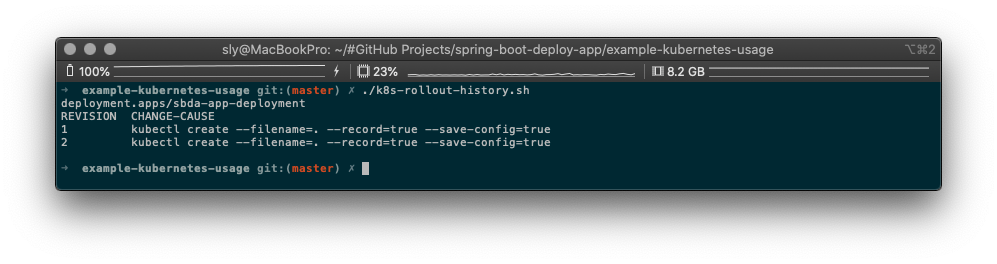 sly@MacBookPro: ~/#GitHub Projects/spring-boot-deploy-app/example-kubernetes-usage ⌥⌘2
100% 23% 8.2 GB
➜  example-kubernetes-usage git:(master) ✗ ./k8s-rollout-history.sh
deployment.apps/sbda-app-deployment
REVISION  CHANGE-CAUSE
1         kubectl create --filename=. --record=true --save-config=true
2         kubectl create --filename=. --record=true --save-config=true
➜  example-kubernetes-usage git:(master) ✗